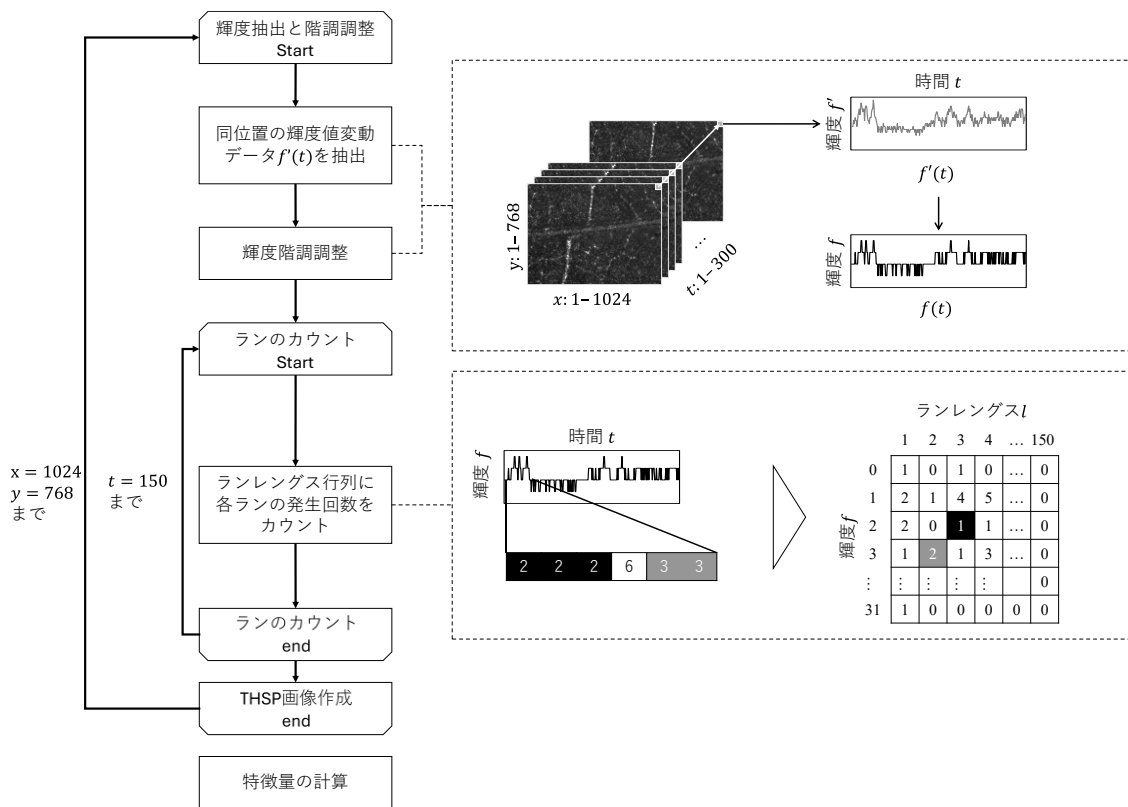 輝度抽出と階調調整
Start
同位置の輝度値変動
データf'(t)を抽出
輝度階調調整
ランのカウント
Start
ランレングス行列に
各ランの発生回数を
カウント
ランのカウント
end
THSP画像作成
end
特徴量の計算
x = 1024
y = 768
まで
t = 150
まで
y: 1–768
x: 1–1024
t: 1–300
…
時間 t
輝度 f'
f'(t)
輝度 f
f(t)
時間 t
輝度 f
2 2 2 6 3 3
ランレングスl
輝度f
1 2 3 4 … 150
0 1 0 1 0 … 0
1 2 1 4 5 … 0
2 2 0 1 1 … 0
3 1 2 1 3 … 0
⋮ ⋮ ⋮ ⋮ ⋮ 0
31 1 0 0 0 0 0